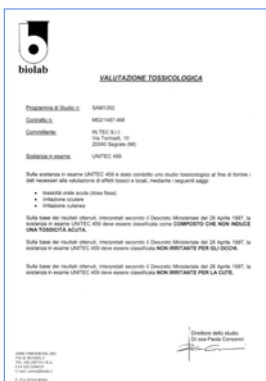 biolab
VALUTAZIONE TOSSICOLOGICA
Programma di Studio n: SAM1262
Contratto n:
Committente: IN.TEC S.r.l.
Via Torricelli, 10
20090 Segrate (MI)
Sostanza in esame: UNITEC 459
Sulla sostanza in esame UNITEC 459 è stato condotto uno studio tossicologico al fine di fornire i
dati necessari alla valutazione di effetti tossici e locali, mediante i seguenti saggi:
• tossicità orale acuta (dose fissa);
• irritazione oculare
• irritazione cutanea
Sulla base dei risultati ottenuti, interpretati secondo il Decreto Ministeriale del 28 Aprile 1997, la
sostanza in esame UNITEC 459 deve essere classificata come COMPOSTO CHE NON INDUCE
UNA TOSSICITÀ ACUTA.
Sulla base dei risultati ottenuti, interpretati secondo il Decreto Ministeriale del 28 Aprile 1997, la
sostanza in esame UNITEC 459 deve essere classificata NON IRRITANTE PER GLI OCCHI.
Sulla base dei risultati ottenuti, interpretati secondo il Decreto Ministeriale del 28 Aprile 1997, la
sostanza in esame UNITEC 459 deve essere classificata NON IRRITANTE PER LA CUTE.
Direttore dello studio
Dr.ssa Paola Consonni